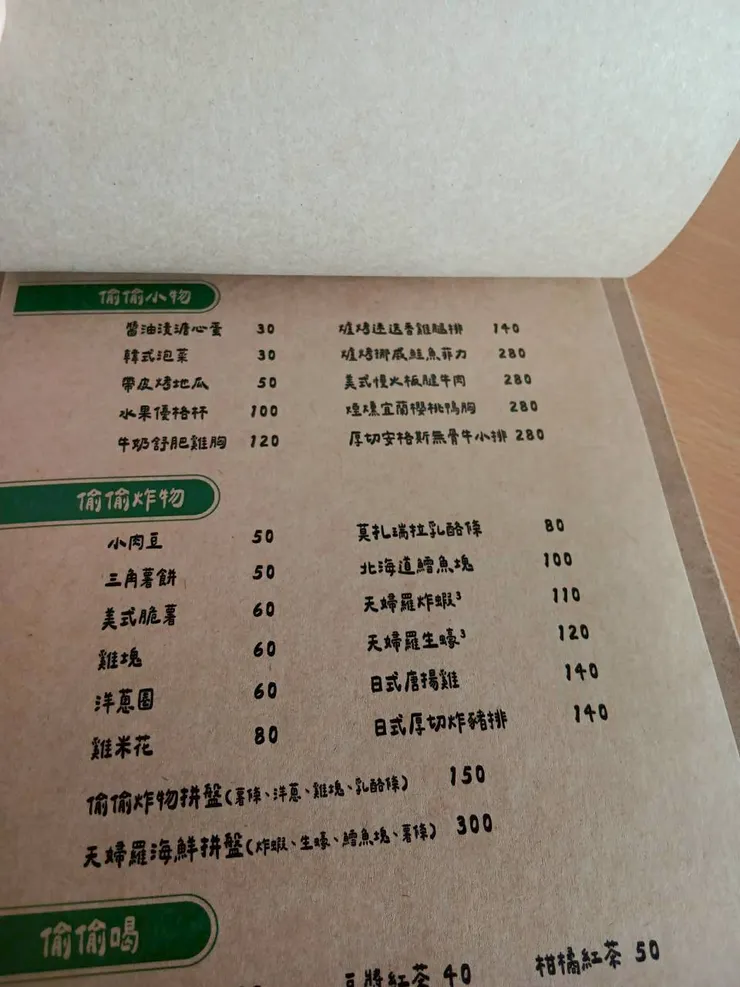 偷偷小物
醬油漬溏心蛋 30 爐烤迷迭香雞腿排 140
韓式泡菜 30 爐烤挪威鮭魚菲力 280
帶皮烤地瓜 50 美式慢火板腱牛肉 280
水果優格杯 100 煙燻宜蘭櫻桃鴨胸 280
牛奶舒肥雞胸 120 厚切安格斯無骨牛小排 280
偷偷炸物
小肉豆 50 莫扎瑞拉乳酪條 80
三角薯餅 50 北海道鱈魚塊 100
美式脆薯 60 天婦羅炸蝦³ 110
雞塊 60 天婦羅生蠔³ 120
洋蔥圈 60 日式唐揚雞 140
雞米花 80 日式厚切炸豬排 140
偷偷炸物拼盤(薯條、洋蔥、雞塊、乳酪條) 150
天婦羅海鮮拼盤(炸蝦、生蠔、鱈魚塊、薯條) 300
偷偷喝
豆漿紅茶 40 柑橘紅茶 50